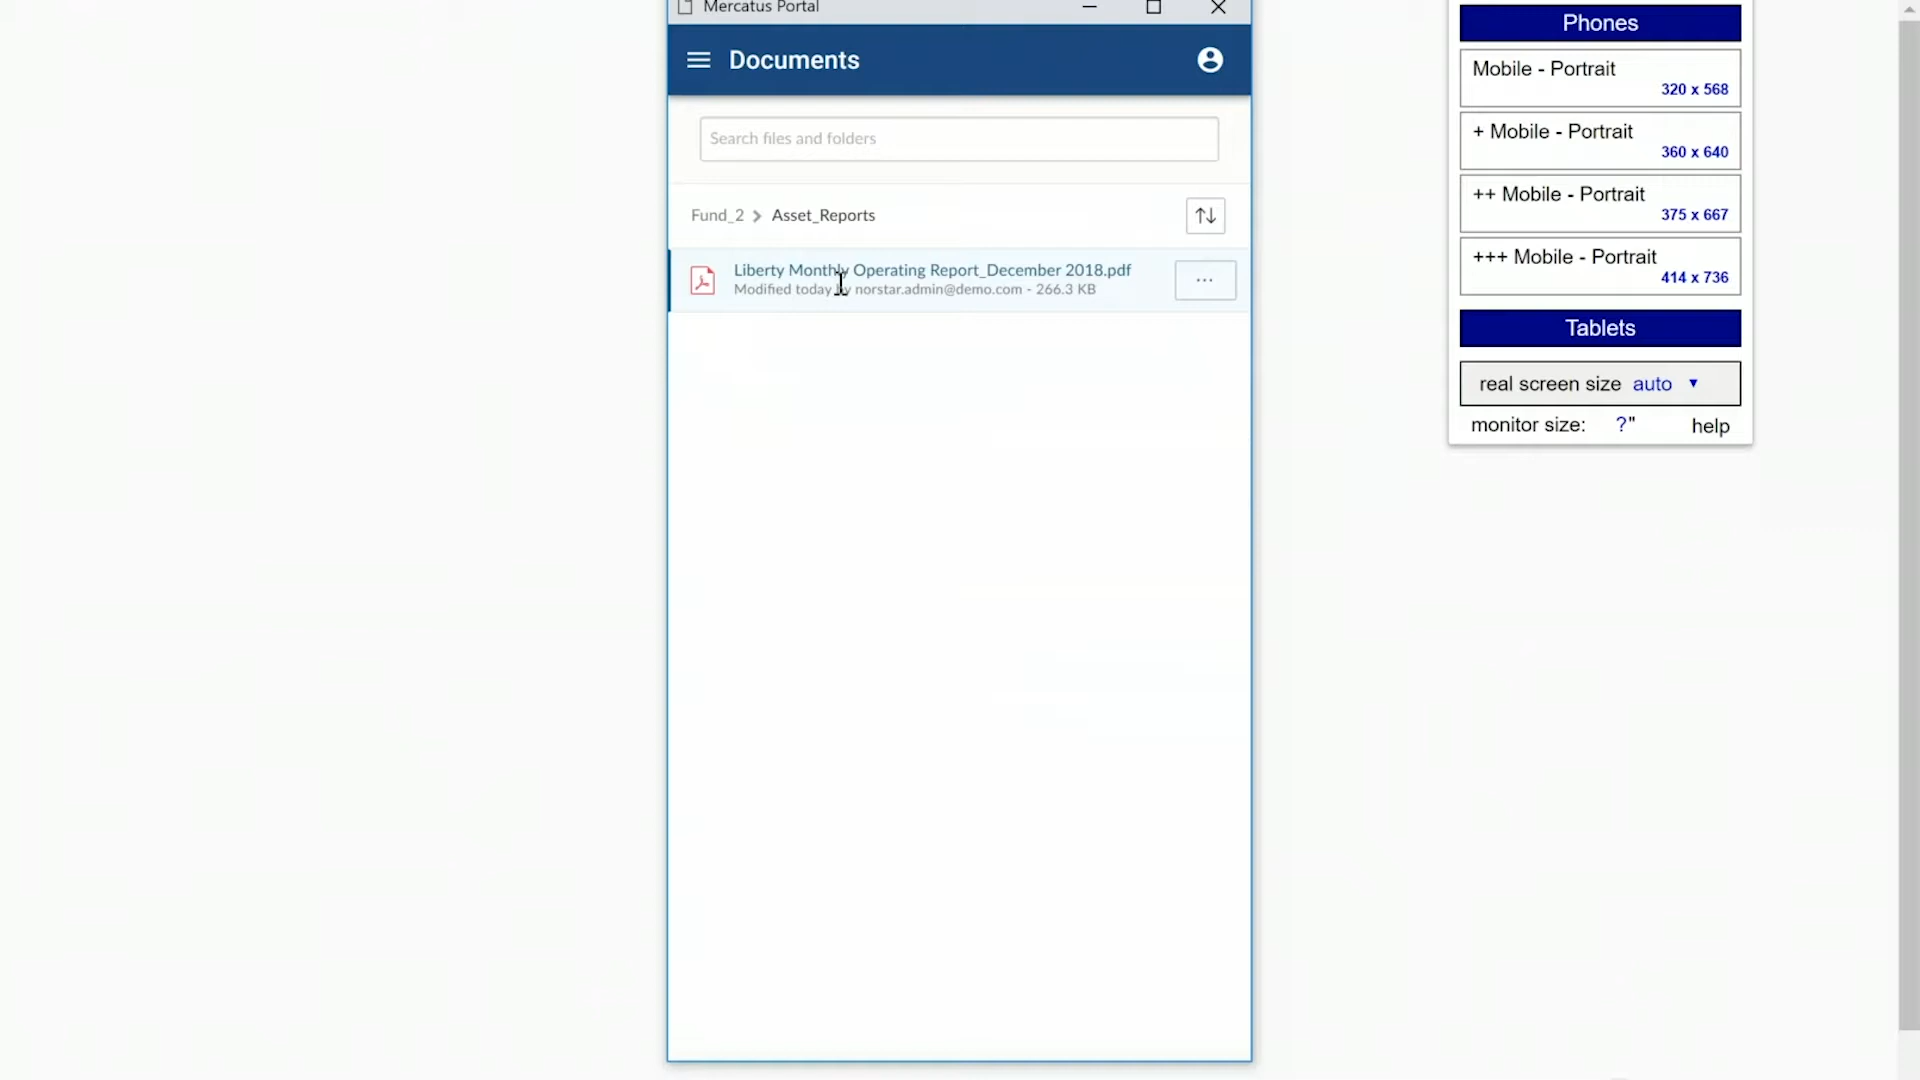 Mercatus Portal
Documents
Search files and folders
Fund_2 > Asset_Reports
Liberty Monthly Operating Report_December 2018.pdf
Modified today by norstar.admin@demo.com - 266.3 KB
...
Phones
Mobile - Portrait
320 x 568
+ Mobile - Portrait
360 x 640
++ Mobile - Portrait
375 x 667
+++ Mobile - Portrait
414 x 736
Tablets
real screen size auto ▼
monitor size: ?" help